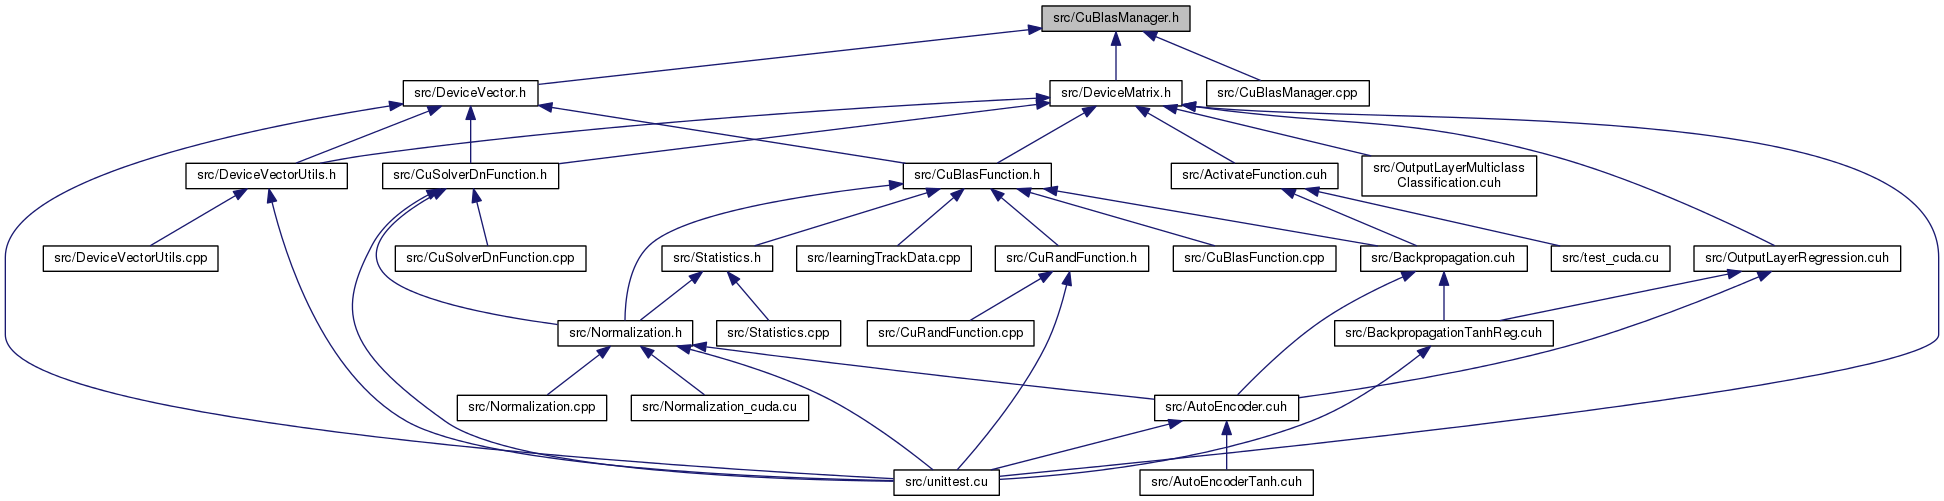 src/CuBlasManager.h
src/DeviceVector.h
src/DeviceMatrix.h
src/CuBlasManager.cpp
src/DeviceVectorUtils.h
src/CuSolverDnFunction.h
src/CuBlasFunction.h
src/ActivateFunction.cuh
src/OutputLayerMulticlass
Classification.cuh
src/DeviceVectorUtils.cpp
src/CuSolverDnFunction.cpp
src/Statistics.h
src/learningTrackData.cpp
src/CuRandFunction.h
src/CuBlasFunction.cpp
src/Backpropagation.cuh
src/test_cuda.cu
src/OutputLayerRegression.cuh
src/Normalization.h
src/Statistics.cpp
src/CuRandFunction.cpp
src/BackpropagationTanhReg.cuh
src/Normalization.cpp
src/Normalization_cuda.cu
src/AutoEncoder.cuh
src/unittest.cu
src/AutoEncoderTanh.cuh